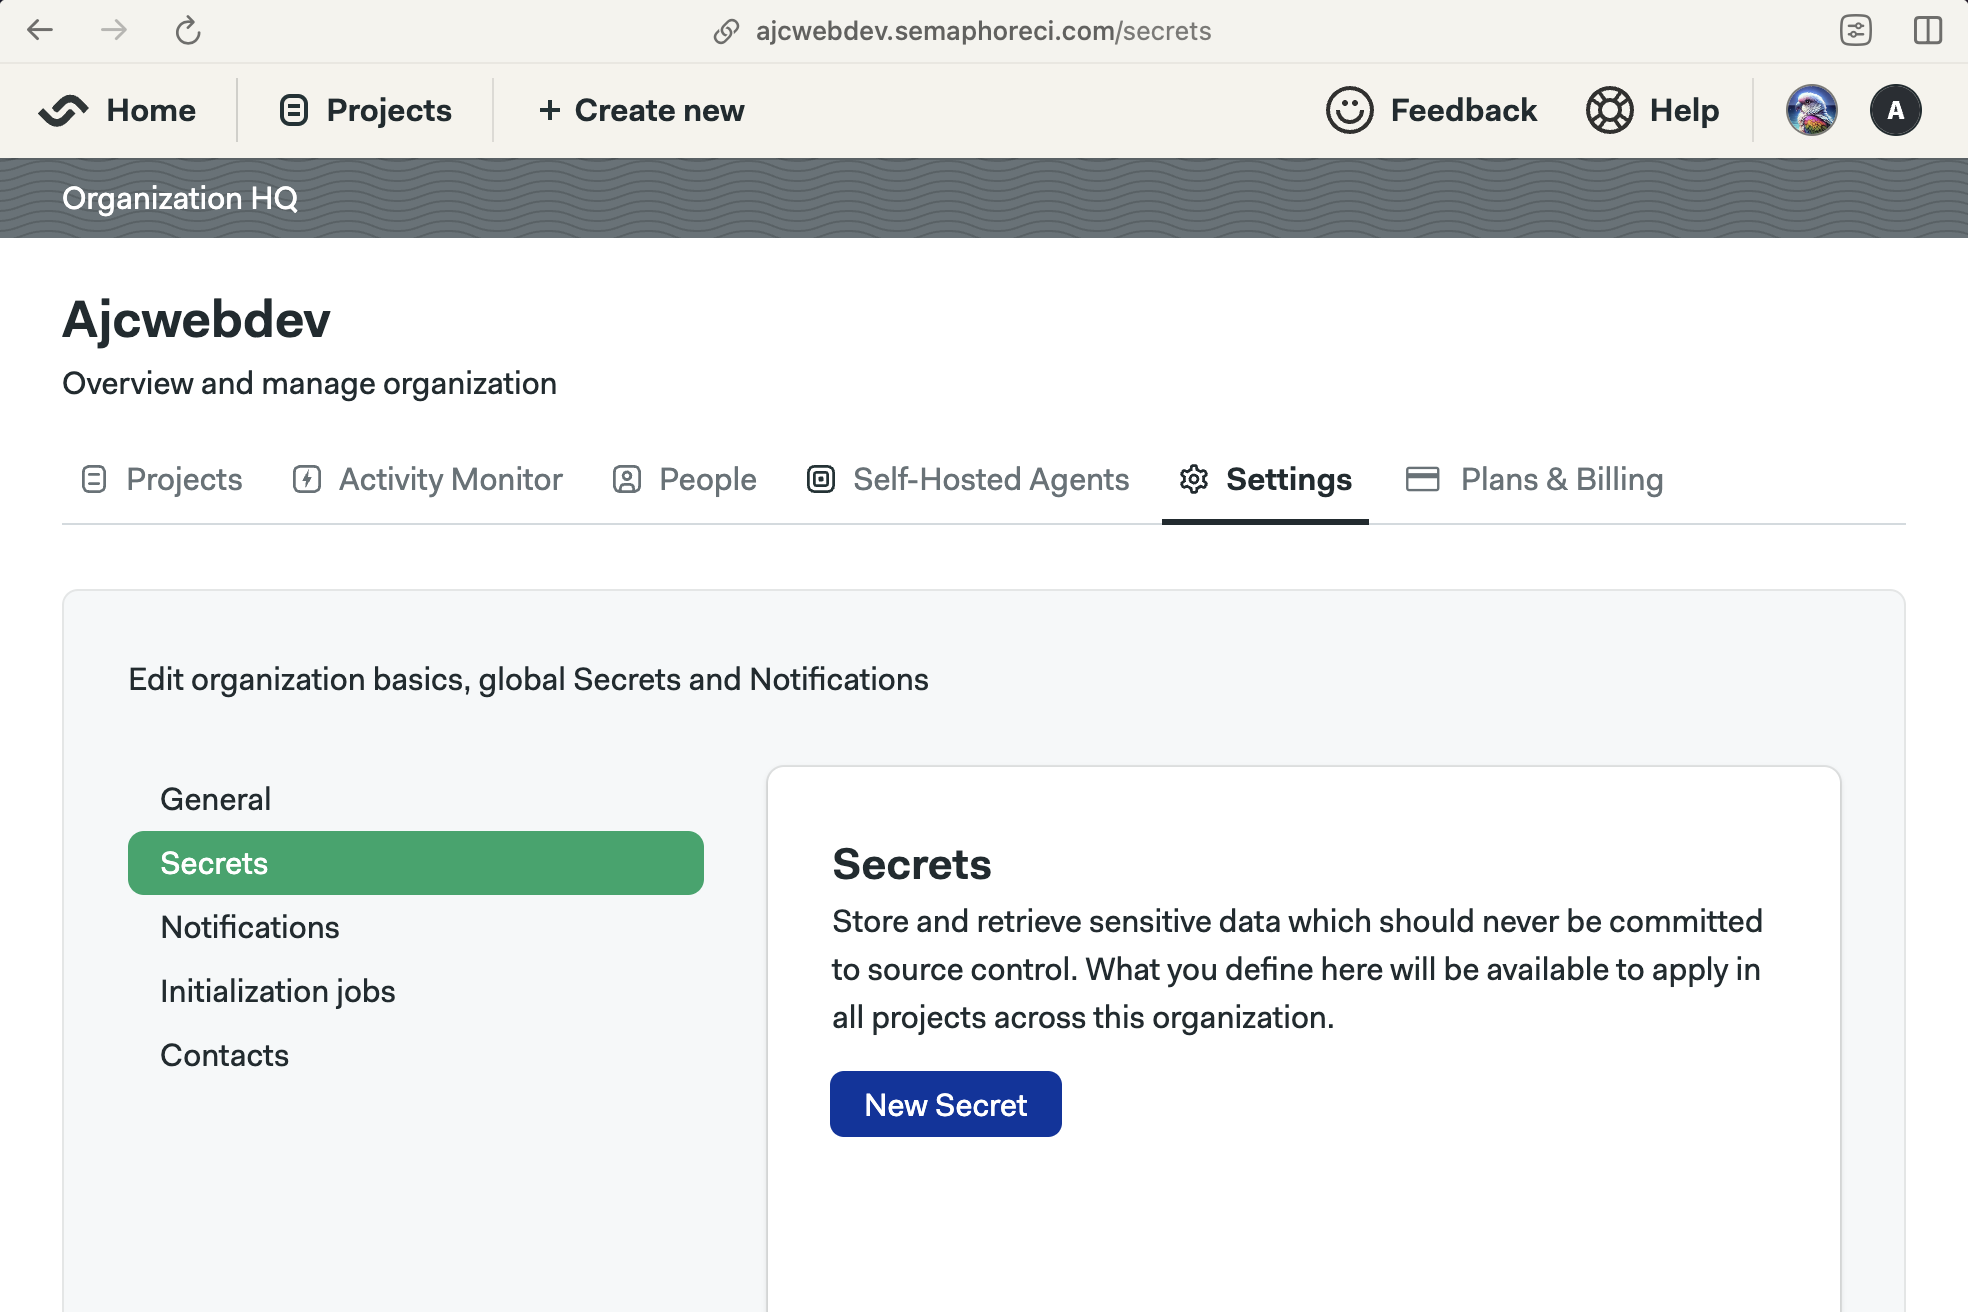 ajcwebdev.semaphoreci.com/secrets
Home
Projects
+ Create new
Feedback
Help
A
Organization HQ
Ajcwebdev
Overview and manage organization
Projects
Activity Monitor
People
Self-Hosted Agents
Settings
Plans & Billing
Edit organization basics, global Secrets and Notifications
General
Secrets
Notifications
Initialization jobs
Contacts
Secrets
Store and retrieve sensitive data which should never be committed
to source control. What you define here will be available to apply in
all projects across this organization.
New Secret